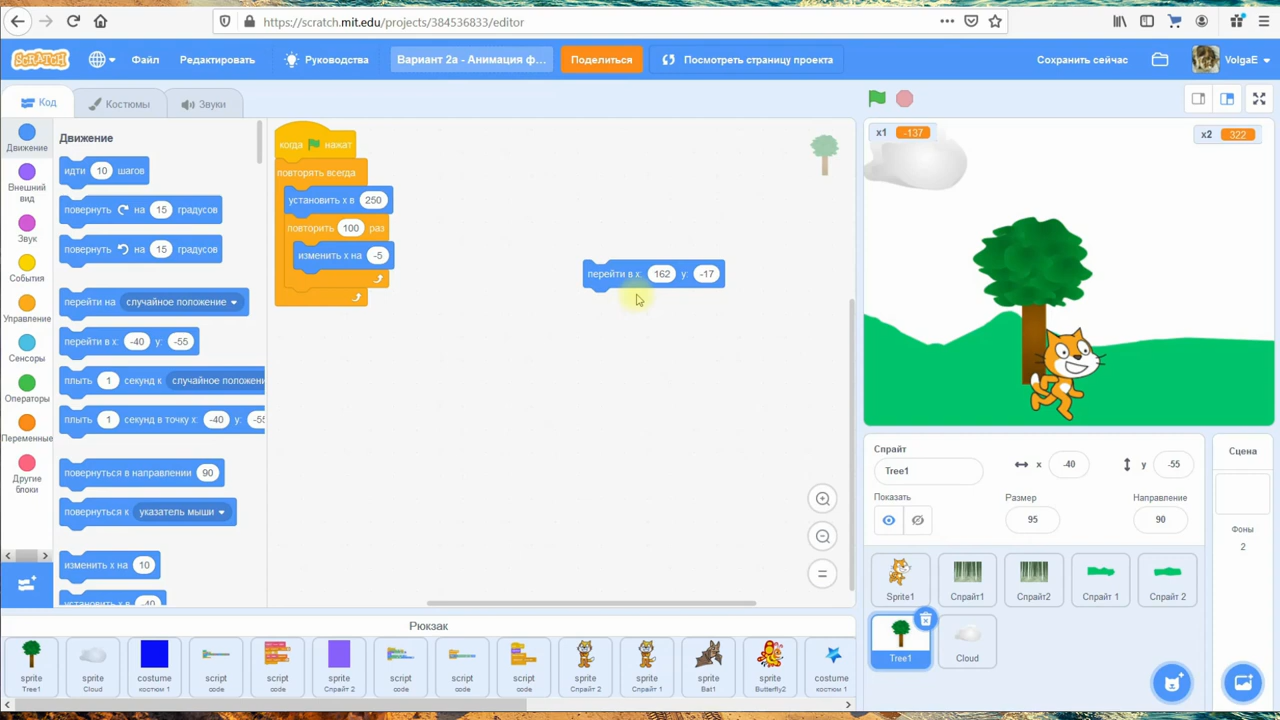 https://scratch.mit.edu/projects/384536833/editor
SCRATCH
Файл
Редактировать
Руководства
Вариант 2а - Анимация ф...
Поделиться
Посмотреть страницу проекта
Сохранить сейчас
VolgaE
Код
Костюмы
Звуки
Движение
Внешний вид
Звук
События
Управление
Сенсоры
Операторы
Переменные
Другие блоки
Движение
идти 10 шагов
повернуть на 15 градусов
повернуть на 15 градусов
перейти на случайное положение
перейти в x: -40 y: -55
плыть 1 секунд к случайное положени
плыть 1 секунд в точку x: -40 y: -55
повернуться в направлении 90
повернуться к указатель мыши
изменить x на 10
установить x в -40
когда нажат
повторять всегда
установить x в 250
повторить 100 раз
изменить x на -5
перейти в x: 162 y: -17
x1 -137
x2 322
Спрайт
Tree1
x -40
y -55
Показать
Размер
95
Направление
90
Sprite1
Спрайт1
Спрайт2
Спрайт 1
Спрайт 2
Tree1
Cloud
Сцена
Фоны
2
Рюкзак
sprite
Tree1
sprite
Cloud
costume
костюм 1
script
code
script
code
sprite
Спрайт 2
script
code
script
code
script
code
sprite
Спрайт 2
sprite
Спрайт 1
sprite
Bat1
sprite
Butterfly2
costume
костюм 1